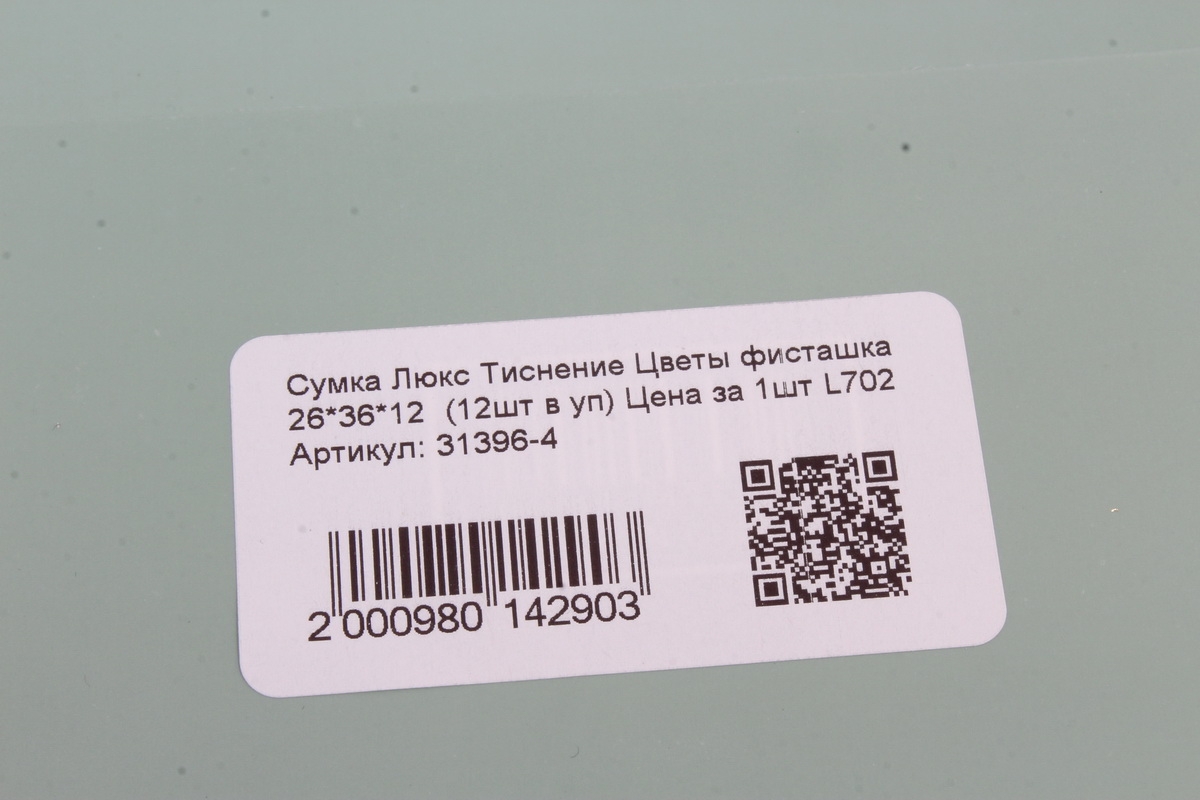 Сумка Люкс Тиснение Цветы фисташка
26*36*12  (12шт в уп) Цена за 1шт L702
Артикул: 31396-4
2 000980 142903